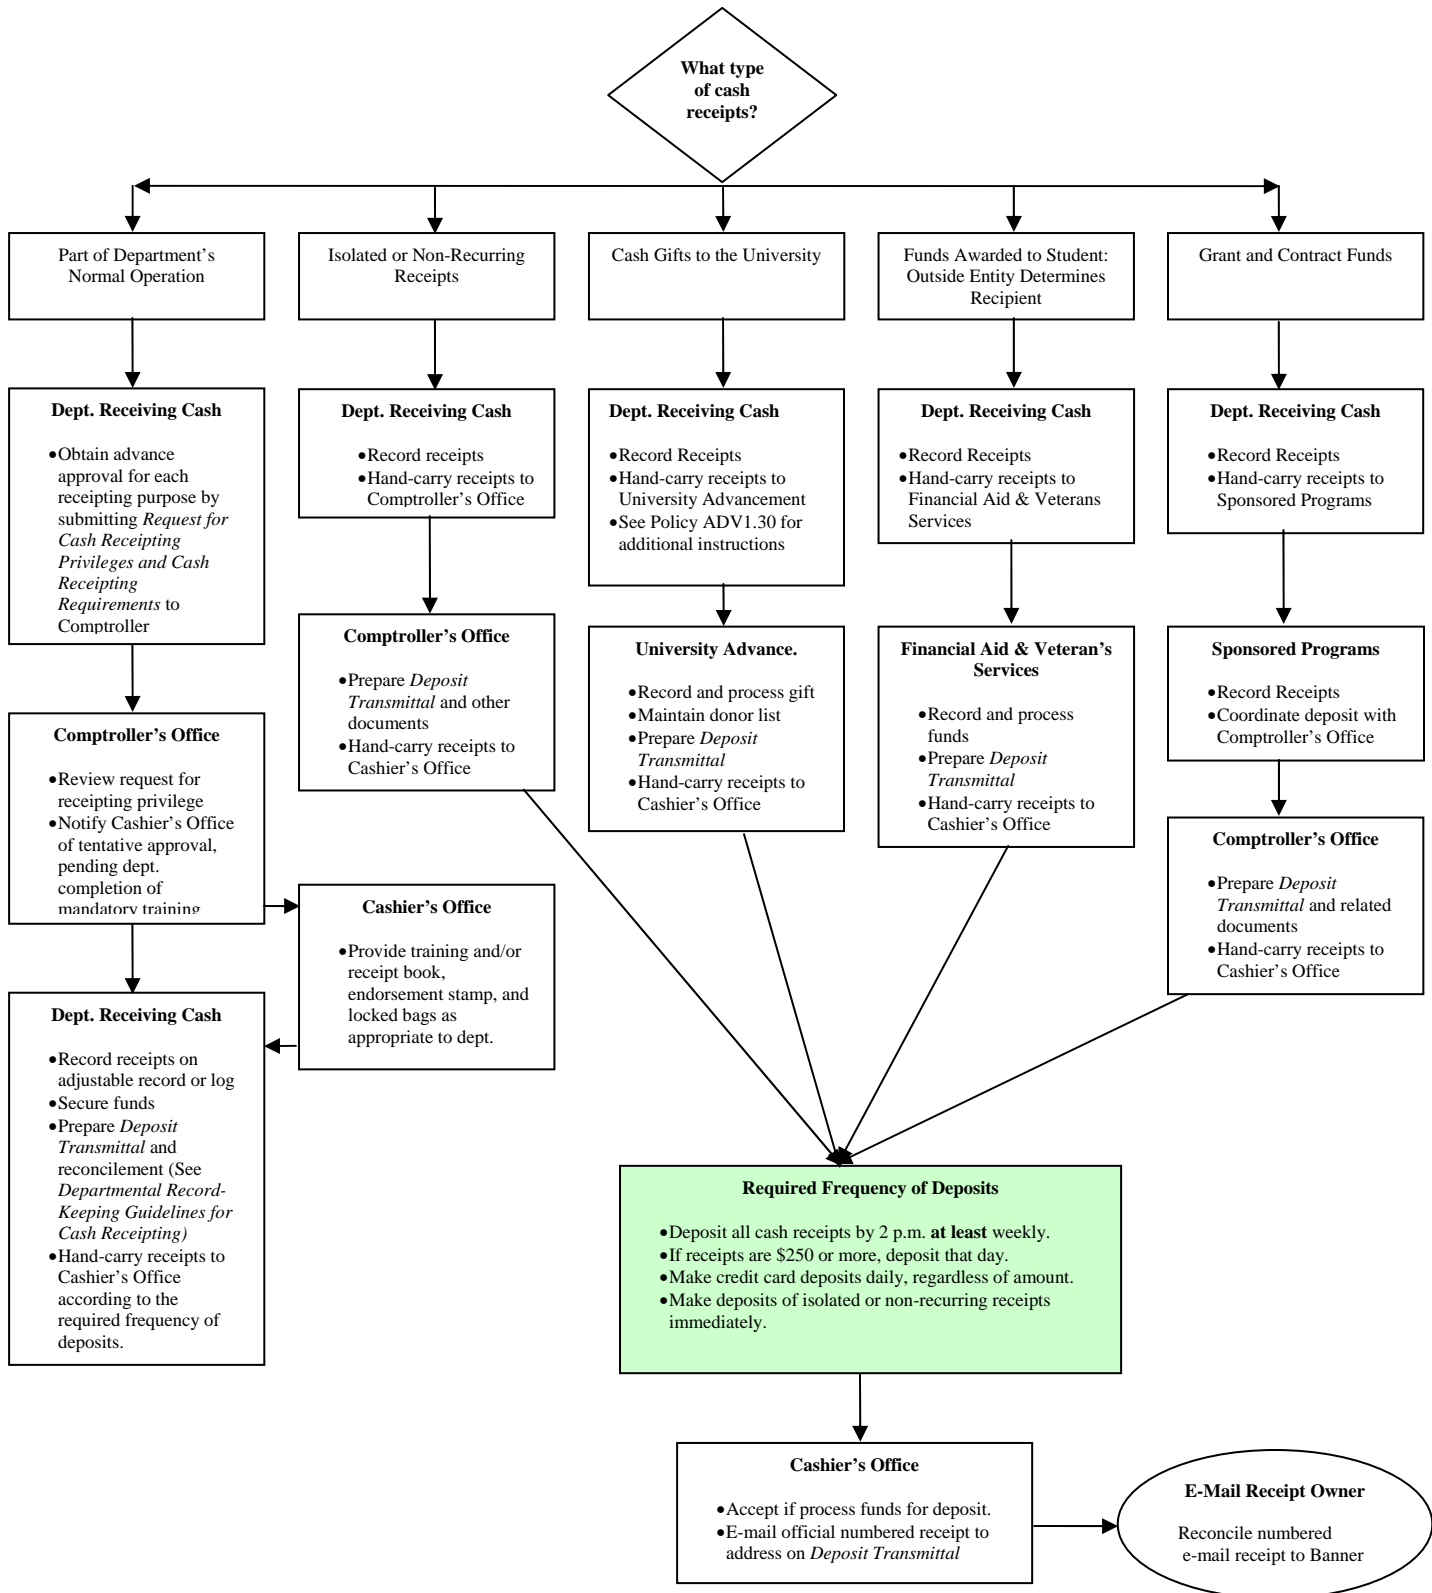 What type
of cash
receipts?
Part of Department’s
Normal Operation
Isolated or Non-Recurring
Receipts
Cash Gifts to the University
Funds Awarded to Student:
Outside Entity Determines
Recipient
Grant and Contract Funds
Dept. Receiving Cash
•Obtain advance
approval for each
receipting purpose by
submitting Request for
Cash Receipting
Privileges and Cash
Receipting
Requirements to
Comptroller
Dept. Receiving Cash
•Record receipts
•Hand-carry receipts to
Comptroller’s Office
Dept. Receiving Cash
•Record Receipts
•Hand-carry receipts to
University Advancement
•See Policy ADV1.30 for
additional instructions
Dept. Receiving Cash
•Record Receipts
•Hand-carry receipts to
Financial Aid & Veterans
Services
Dept. Receiving Cash
•Record Receipts
•Hand-carry receipts to
Sponsored Programs
Comptroller’s Office
•Review request for
receipting privilege
•Notify Cashier’s Office
of tentative approval,
pending dept.
completion of
mandatory training
Comptroller’s Office
•Prepare Deposit
Transmittal and other
documents
•Hand-carry receipts to
Cashier’s Office
University Advance.
•Record and process gift
•Maintain donor list
•Prepare Deposit
Transmittal
•Hand-carry receipts to
Cashier’s Office
Financial Aid & Veteran’s
Services
•Record and process
funds
•Prepare Deposit
Transmittal
•Hand-carry receipts to
Cashier’s Office
Sponsored Programs
•Record Receipts
•Coordinate deposit with
Comptroller’s Office
Comptroller’s Office
•Prepare Deposit
Transmittal and related
documents
•Hand-carry receipts to
Cashier’s Office
Cashier’s Office
•Provide training and/or
receipt book,
endorsement stamp, and
locked bags as
appropriate to dept.
Dept. Receiving Cash
•Record receipts on
adjustable record or log
•Secure funds
•Prepare Deposit
Transmittal and
reconcilement (See
Departmental Record-
Keeping Guidelines for
Cash Receipting)
•Hand-carry receipts to
Cashier’s Office
according to the
required frequency of
deposits.
Required Frequency of Deposits
•Deposit all cash receipts by 2 p.m. at least weekly.
•If receipts are $250 or more, deposit that day.
•Make credit card deposits daily, regardless of amount.
•Make deposits of isolated or non-recurring receipts
immediately.
Cashier’s Office
•Accept if process funds for deposit.
•E-mail official numbered receipt to
address on Deposit Transmittal
E-Mail Receipt Owner
Reconcile numbered
e-mail receipt to Banner